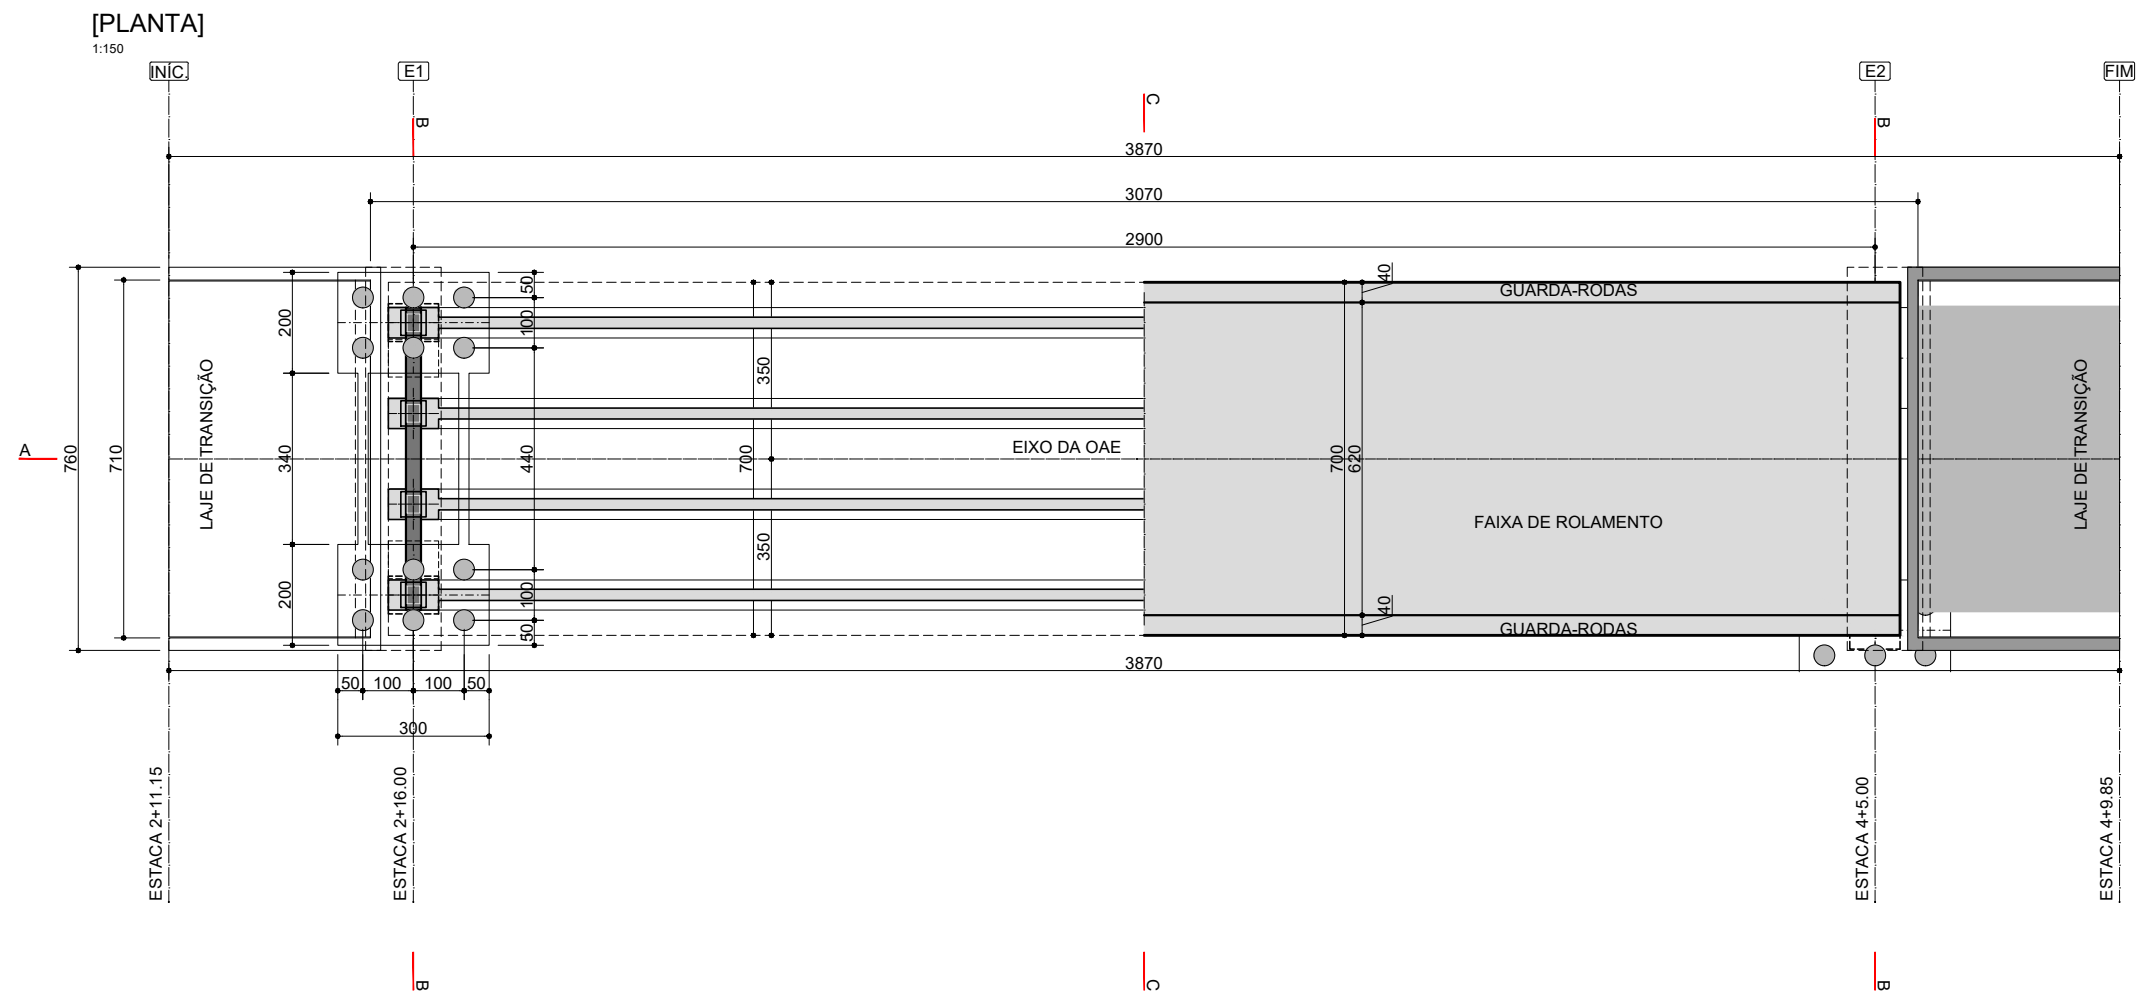 [PLANTA]
1:150
INÍC.
E1
E2
FIM
C
B
B
3870
3070
2900
50
40
GUARDA-RODAS
200
100
350
LAJE DE TRANSIÇÃO
LAJE DE TRANSIÇÃO
A
760
710
340
440
700
EIXO DA OAE
700
620
FAIXA DE ROLAMENTO
350
200
100
40
50
GUARDA-RODAS
3870
50
100
100
50
300
ESTACA 2+11.15
ESTACA 2+16.00
ESTACA 4+5.00
ESTACA 4+9.85
B
C
B